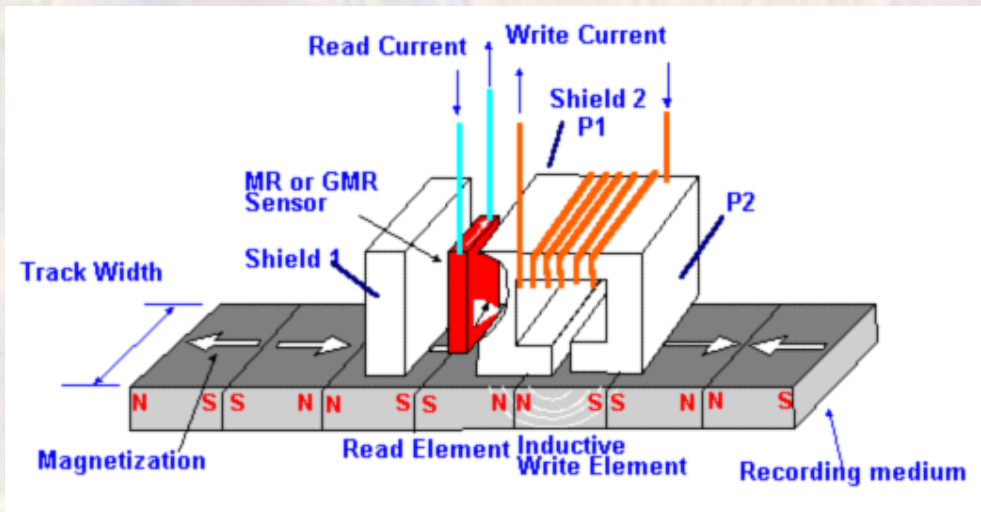 Read Current
Write Current
Shield 2
P1
MR or GMR
Sensor
P2
Shield 1
Track Width
N S S N N S S N N S S N N S
Magnetization
Read Element
Inductive
Write Element
Recording medium